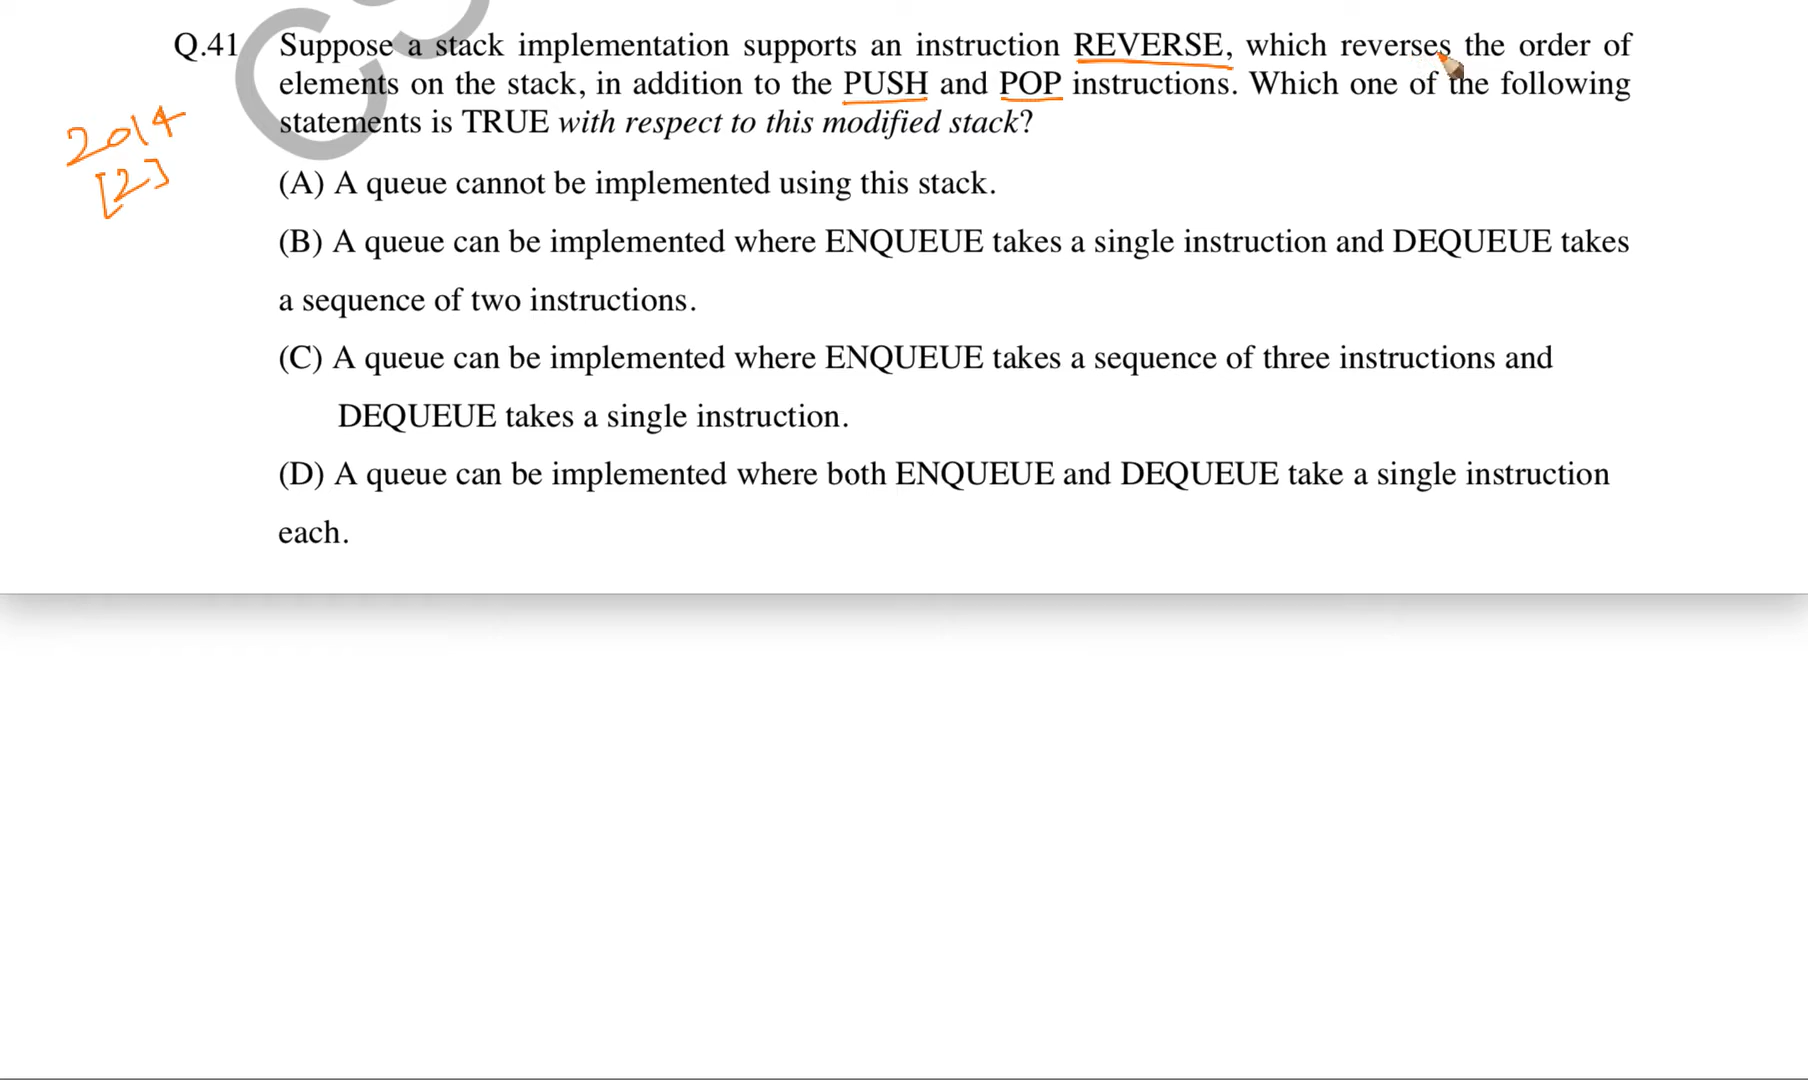 Q.41 Suppose a stack implementation supports an instruction REVERSE, which reverses the order of
elements on the stack, in addition to the PUSH and POP instructions. Which one of the following
statements is TRUE with respect to this modified stack?
2014
[2]
(A) A queue cannot be implemented using this stack.
(B) A queue can be implemented where ENQUEUE takes a single instruction and DEQUEUE takes
a sequence of two instructions.
(C) A queue can be implemented where ENQUEUE takes a sequence of three instructions and
DEQUEUE takes a single instruction.
(D) A queue can be implemented where both ENQUEUE and DEQUEUE take a single instruction
each.